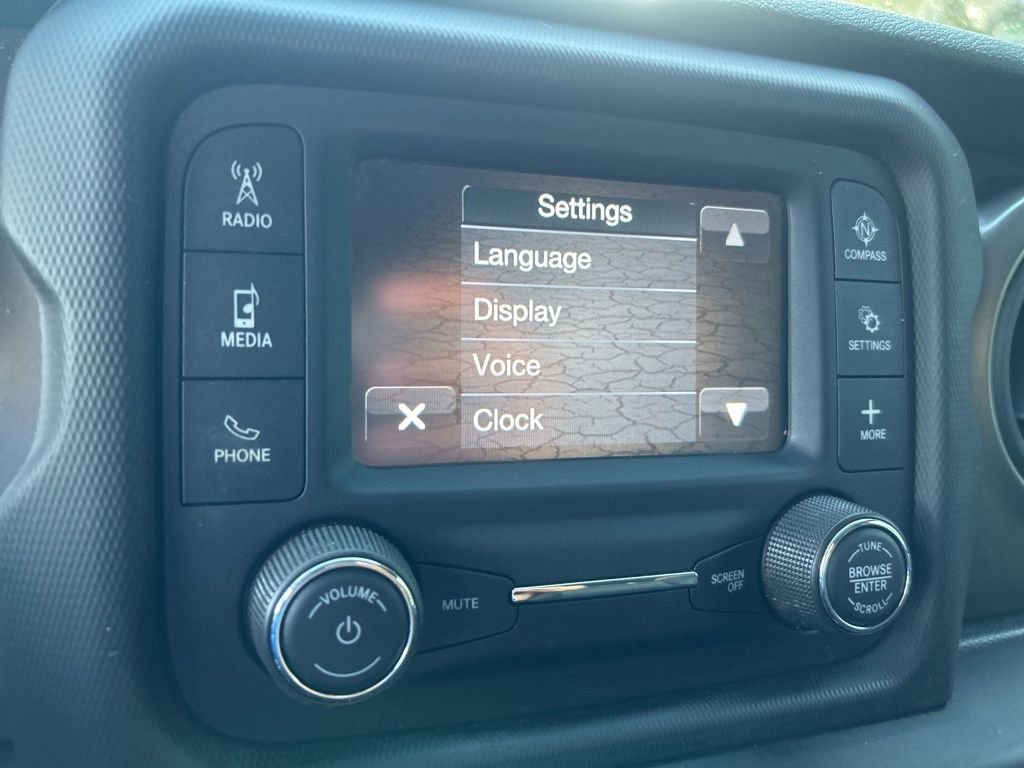 RADIO
MEDIA
PHONE
Settings
Language
Display
Voice
Clock
N
COMPASS
SETTINGS
MORE
VOLUME
MUTE
SCREEN
OFF
TUNE
BROWSE
ENTER
SCROLL